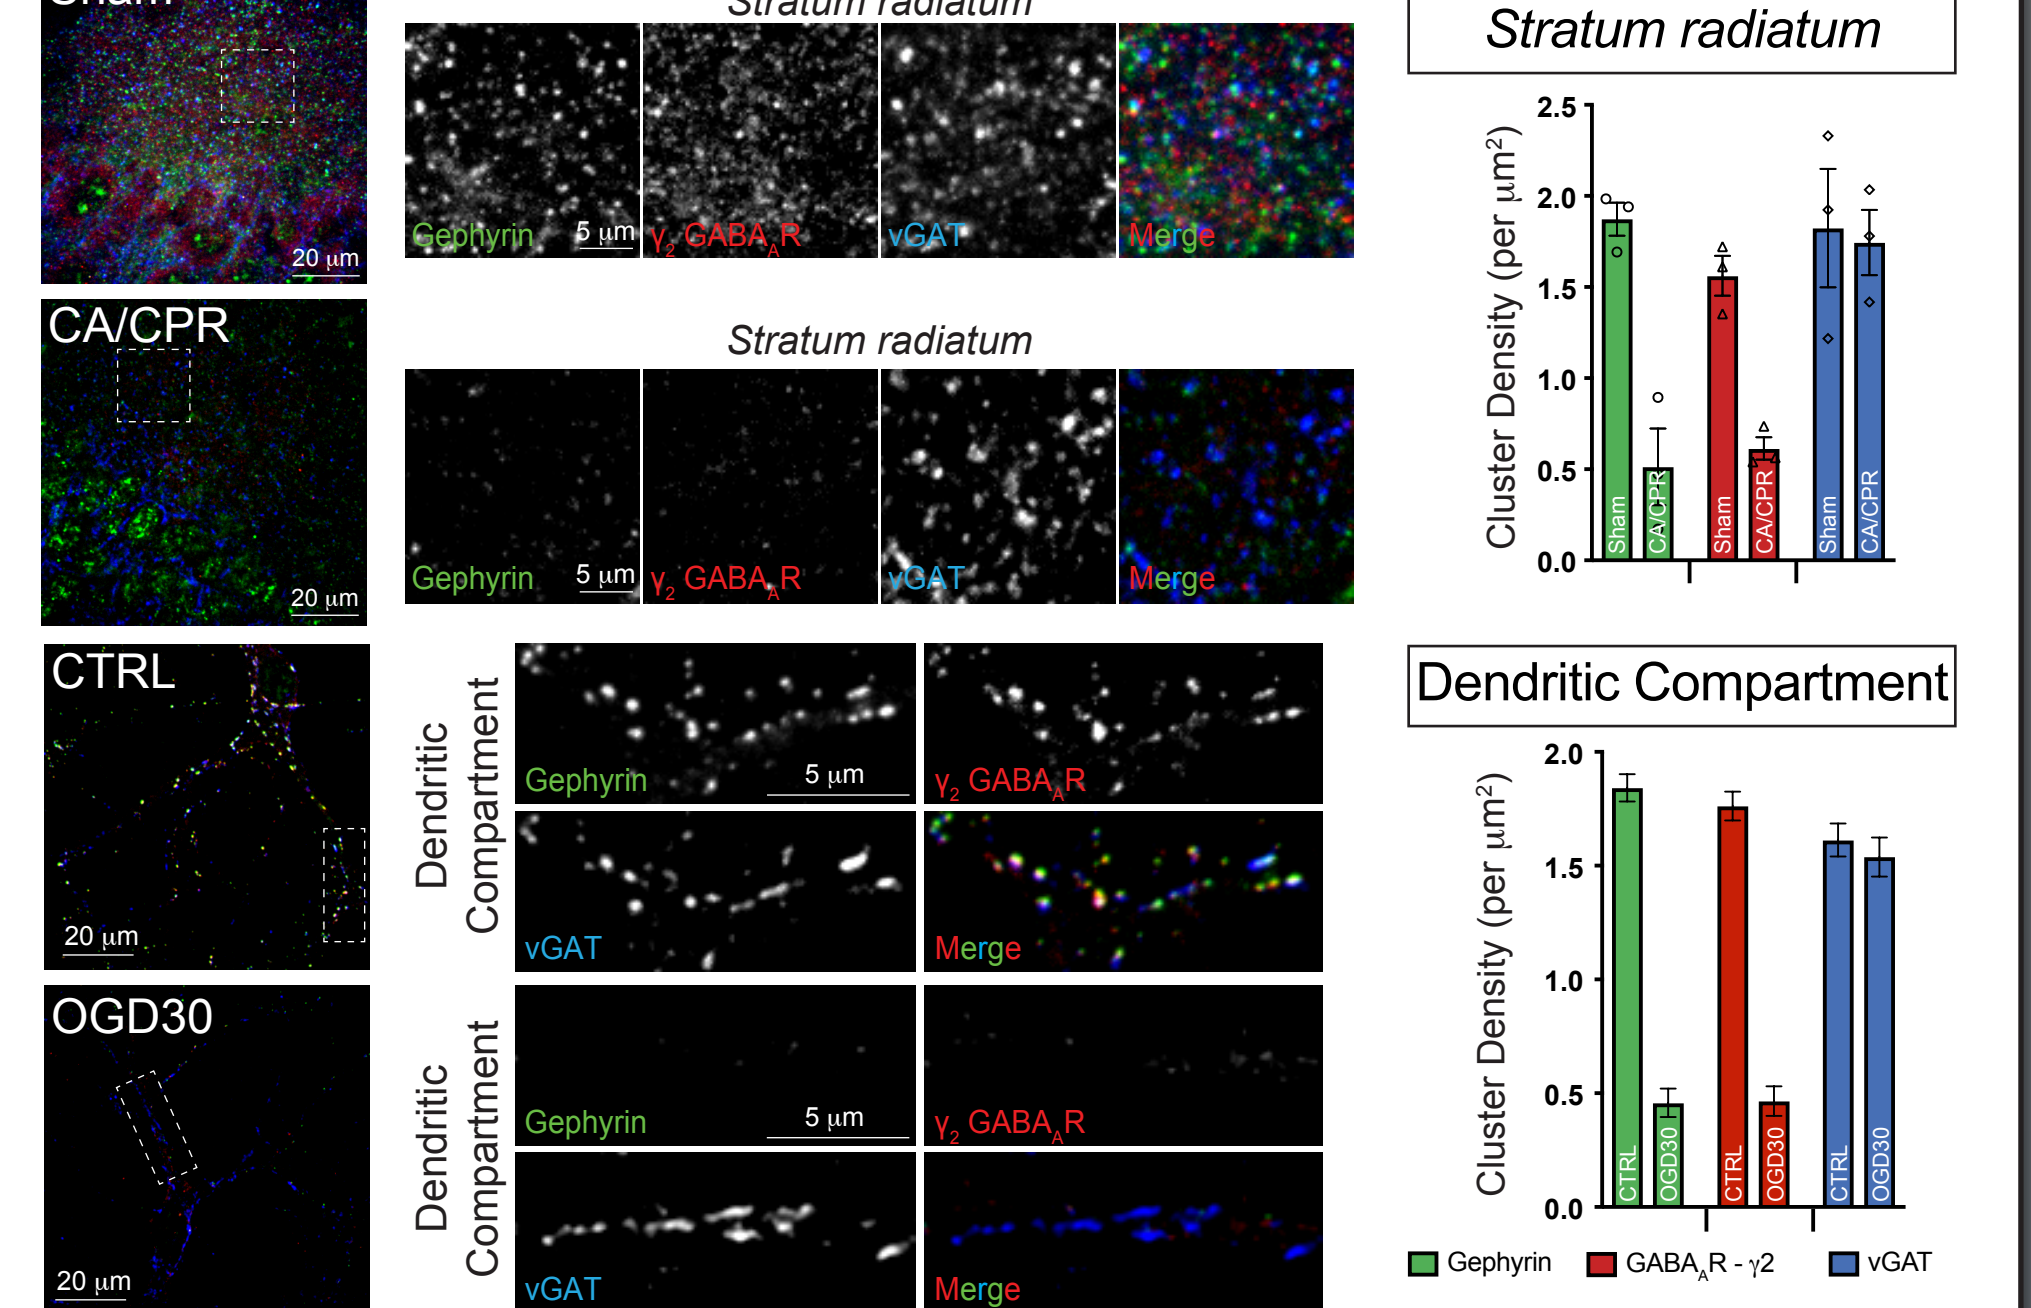 Sham
20 μm
Stratum radiatum
Gephyrin
5 μm
γ2 GABAAR
vGAT
Merge
CA/CPR
20 μm
Stratum radiatum
Gephyrin
5 μm
γ2 GABAAR
vGAT
Merge
CTRL
20 μm
Dendritic
Compartment
Gephyrin
5 μm
γ2 GABAAR
vGAT
Merge
OGD30
20 μm
Dendritic
Compartment
Gephyrin
5 μm
γ2 GABAAR
vGAT
Merge
Stratum radiatum
Cluster Density (per μm2)
2.5
2.0
1.5
1.0
0.5
0.0
Sham
CA/CPR
Sham
CA/CPR
Sham
CA/CPR
Dendritic Compartment
Cluster Density (per μm2)
2.0
1.5
1.0
0.5
0.0
CTRL
OGD30
CTRL
OGD30
CTRL
OGD30
Gephyrin
GABAAR - γ2
vGAT